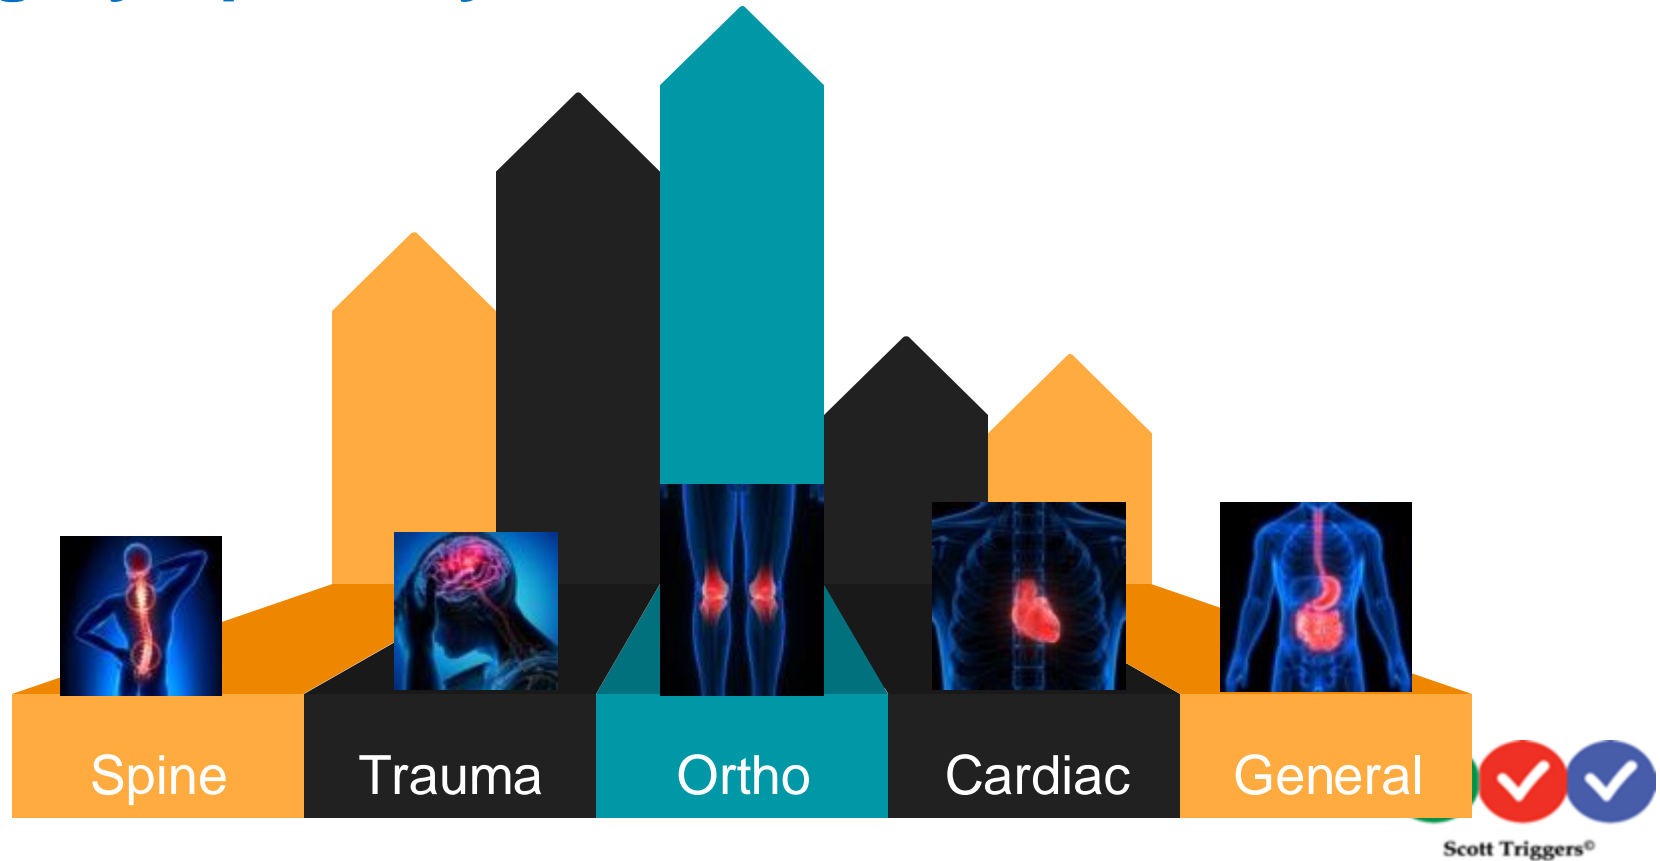 Spine
Trauma
Ortho
Cardiac
General
Scott Triggers©